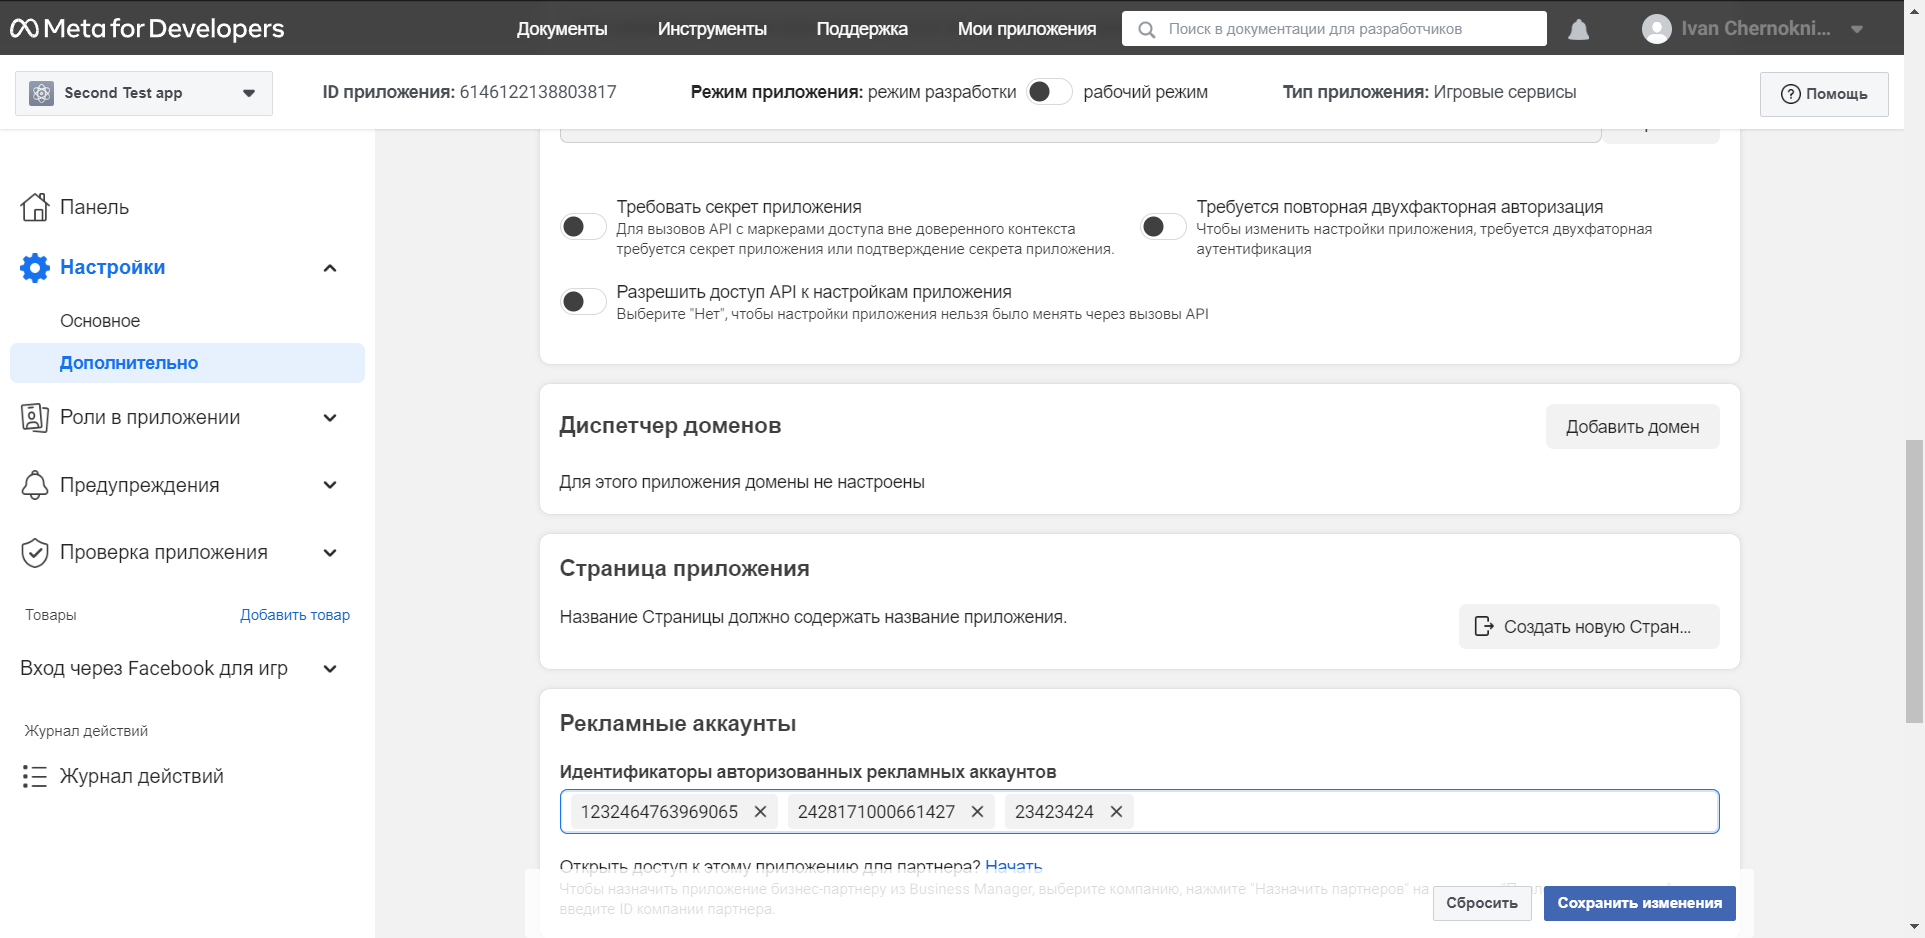 Meta for Developers
Документы
Инструменты
Поддержка
Мои приложения
Поиск в документации для разработчиков
Ivan Chernokni...
Second Test app
ID приложения: 6146122138803817
Режим приложения: режим разработки
рабочий режим
Тип приложения: Игровые сервисы
Помощь
Панель
Настройки
Основное
Дополнительно
Роли в приложении
Предупреждения
Проверка приложения
Товары
Добавить товар
Вход через Facebook для игр
Журнал действий
Журнал действий
Требовать секрет приложения
Для вызовов API с маркерами доступа вне доверенного контекста
требуется секрет приложения или подтверждение секрета приложения.
Требуется повторная двухфакторная авторизация
Чтобы изменить настройки приложения, требуется двухфаторная
аутентификация
Разрешить доступ API к настройкам приложения
Выберите "Нет", чтобы настройки приложения нельзя было менять через вызовы API
Диспетчер доменов
Добавить домен
Для этого приложения домены не настроены
Страница приложения
Название Страницы должно содержать название приложения.
Создать новую Стран...
Рекламные аккаунты
Идентификаторы авторизованных рекламных аккаунтов
1232464763969065
2428171000661427
23423424
Открыть доступ к этому приложению для партнера? Начать
Чтобы назначить приложение бизнес-партнеру из Business Manager, выберите компанию, нажмите "Назначить партнеров" на
введите ID компании партнера.
Сбросить
Сохранить изменения